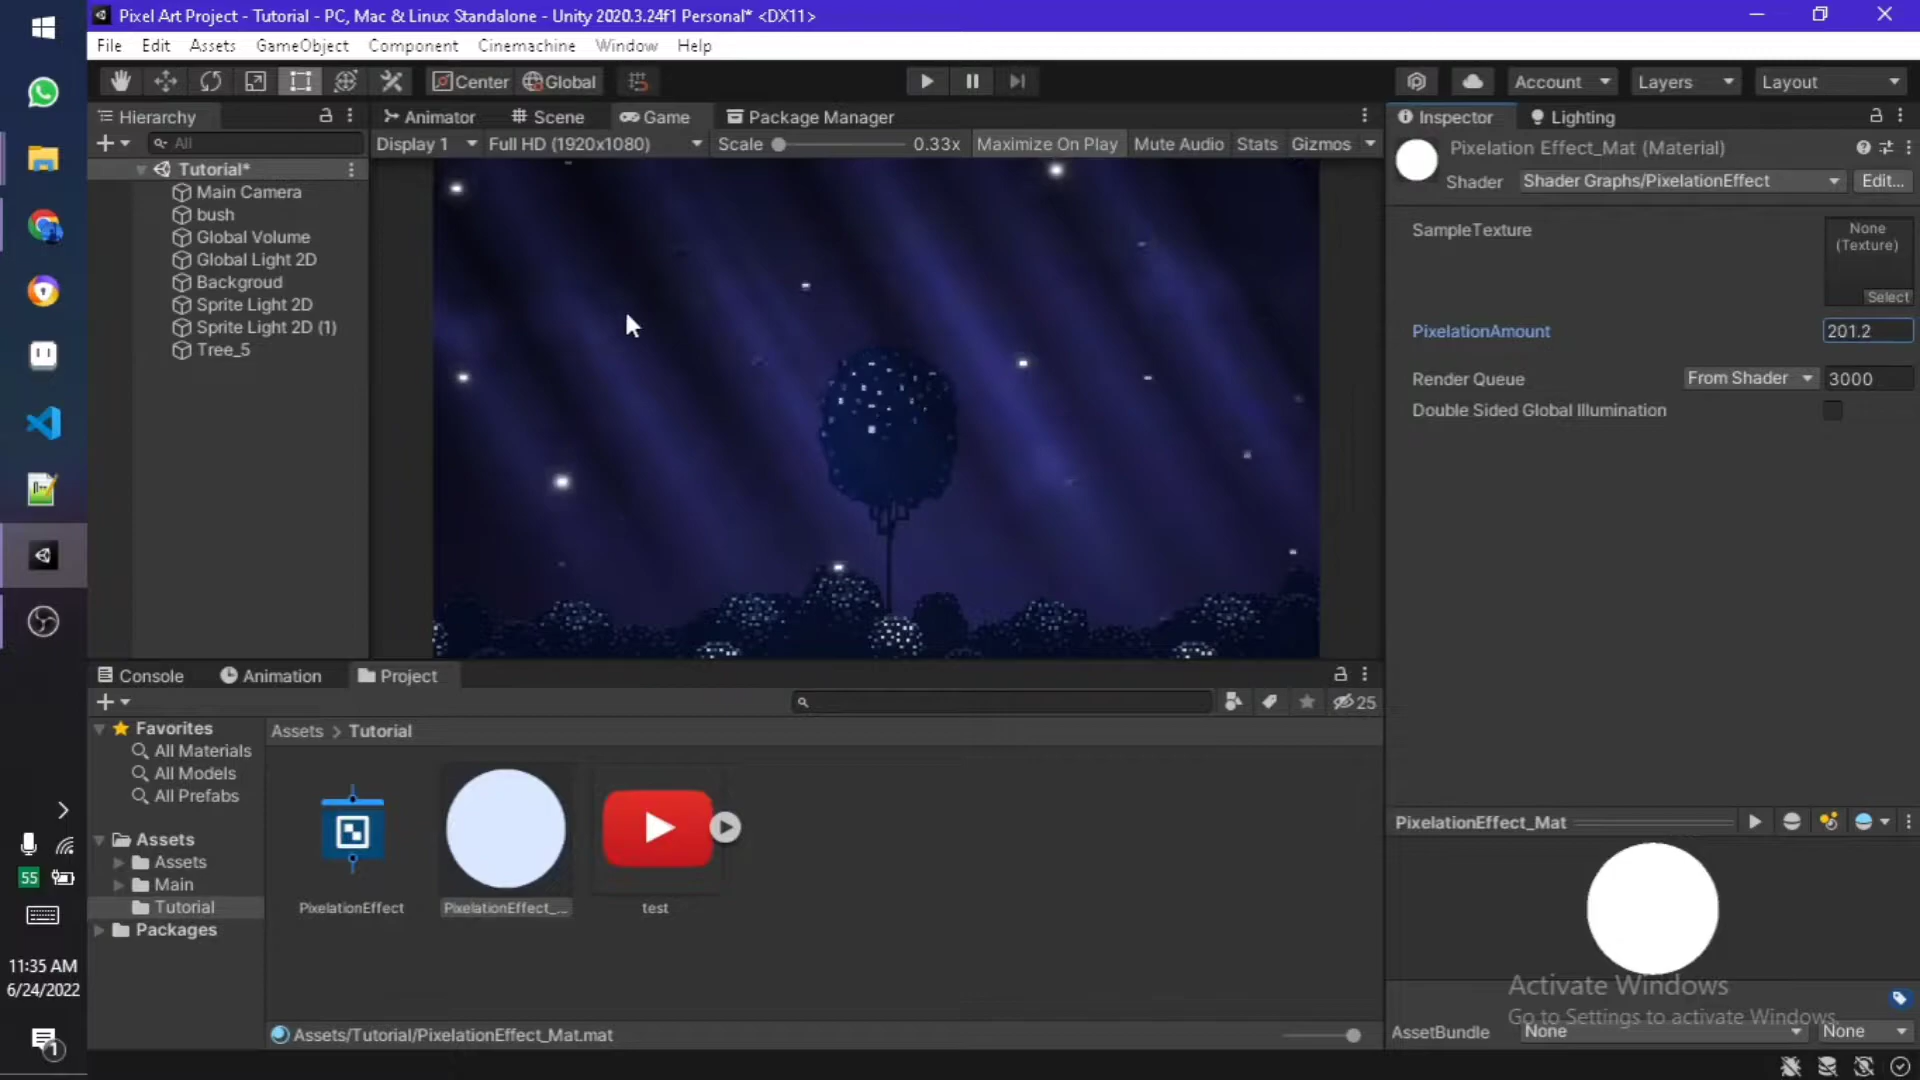 Pixel Art Project - Tutorial - PC, Mac & Linux Standalone - Unity 2020.3.24f1 Personal* <DX11>
File Edit Assets GameObject Component Cinemachine Window Help
Center Global Account Layers Layout
Hierarchy
All
Tutorial*
Main Camera
bush
Global Volume
Global Light 2D
Backgroud
Sprite Light 2D
Sprite Light 2D (1)
Tree_5
Animator Scene Game Package Manager
Display 1 Full HD (1920x1080) Scale 0.33x Maximize On Play Mute Audio Stats Gizmos
Inspector Lighting
Pixelation Effect_Mat (Material)
Shader Shader Graphs/PixelationEffect Edit...
SampleTexture
None
(Texture)
Select
PixelationAmount 201.2
Render Queue From Shader 3000
Double Sided Global Illumination
Console Animation Project
25
Favorites
All Materials
All Models
All Prefabs
Assets
Assets
Main
Tutorial
Packages
Assets > Tutorial
PixelationEffect
PixelationEffect_...
test
Assets/Tutorial/PixelationEffect_Mat.mat
PixelationEffect_Mat
Activate Windows
Go to Settings to activate Windows.
AssetBundle None None
55
11:35 AM
6/24/2022
1